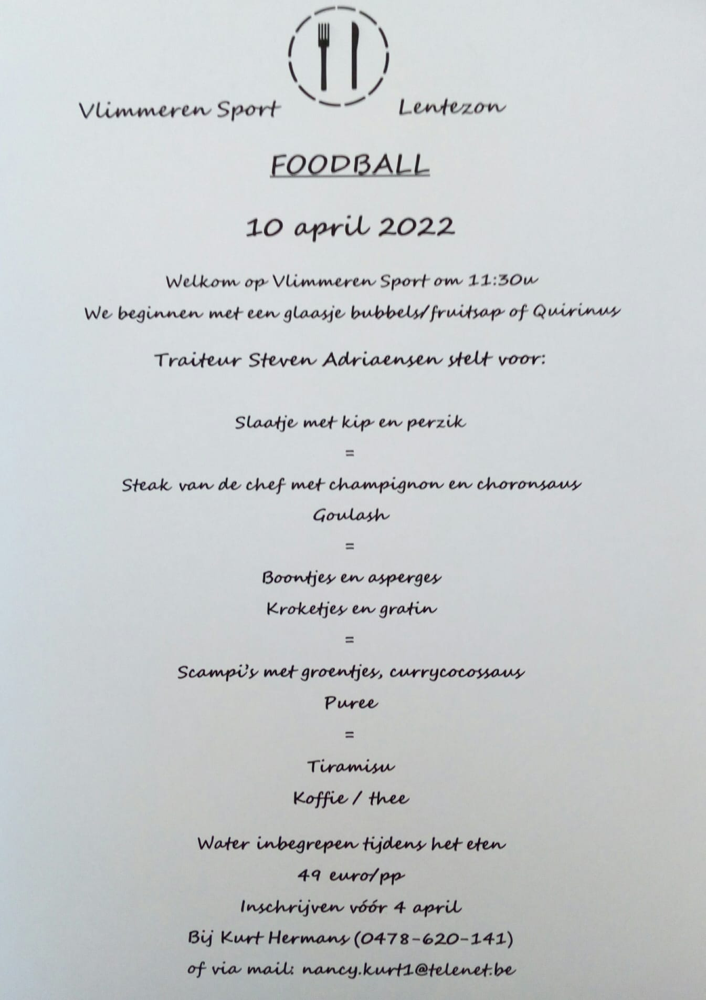 Vlimmeren Sport Lentezon
FOODBALL
10 april 2022
Welkom op Vlimmeren Sport om 11:30u
We beginnen met een glaasje bubbels/fruitsap of Quirinus
Traiteur Steven Adriaensen stelt voor:
Slaatje met kip en perzik
=
Steak van de chef met champignon en choronsaus
Goulash
=
Boontjes en asperges
Kroketjes en gratin
=
Scampi's met groentjes, currycocossaus
Puree
=
Tiramisu
Koffie / thee
Water inbegrepen tijdens het eten
49 euro/pp
Inschrijven vóór 4 april
Bij Kurt Hermans (0478-620-141)
of via mail: nancy.kurt1@telenet.be